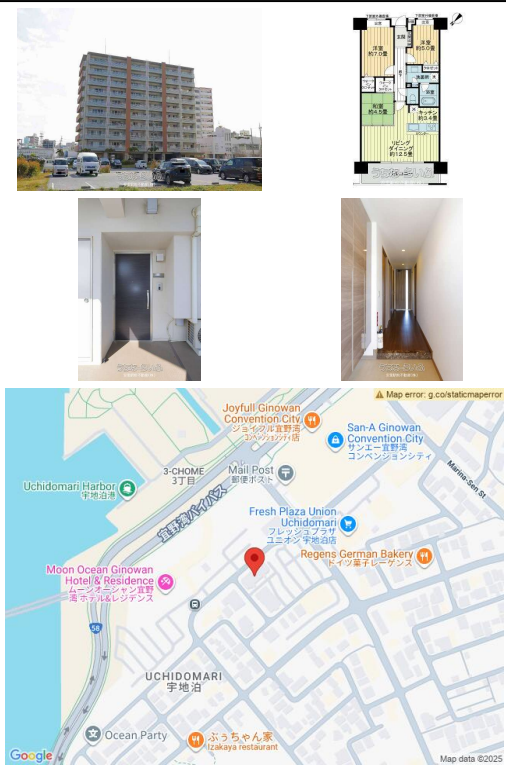 洋室
約7.0畳
玄関
洋室
約5.0畳
洗面所
浴室
和室
約4.5畳
キッチン
約3.4畳
リビング
ダイニング
約12.5畳
Map error: g.co/staticmaperror
Joyfull Ginowan
Convention City
ジョイフル宜野湾
コンベンションシティ店
San-A Ginowan
Convention City
サンエー宜野湾
コンベンションシティ
3-CHOME
3丁目
Mail Post
郵便ポスト
Marina-Sen St
Uchidomari Harbor
宇地泊港
宜野湾バイパス
Fresh Plaza Union
Uchidomari
フレッシュプラザ
ユニオン 宇地泊店
Regens German Bakery
ドイツ菓子レーゲンス
Moon Ocean Ginowan
Hotel & Residence
ムーンオーシャン宜野
湾 ホテル&レジデンス
58
UCHIDOMARI
宇地泊
Ocean Party
ぶぅちゃん家
Izakaya restaurant
Google
Map data ©2025